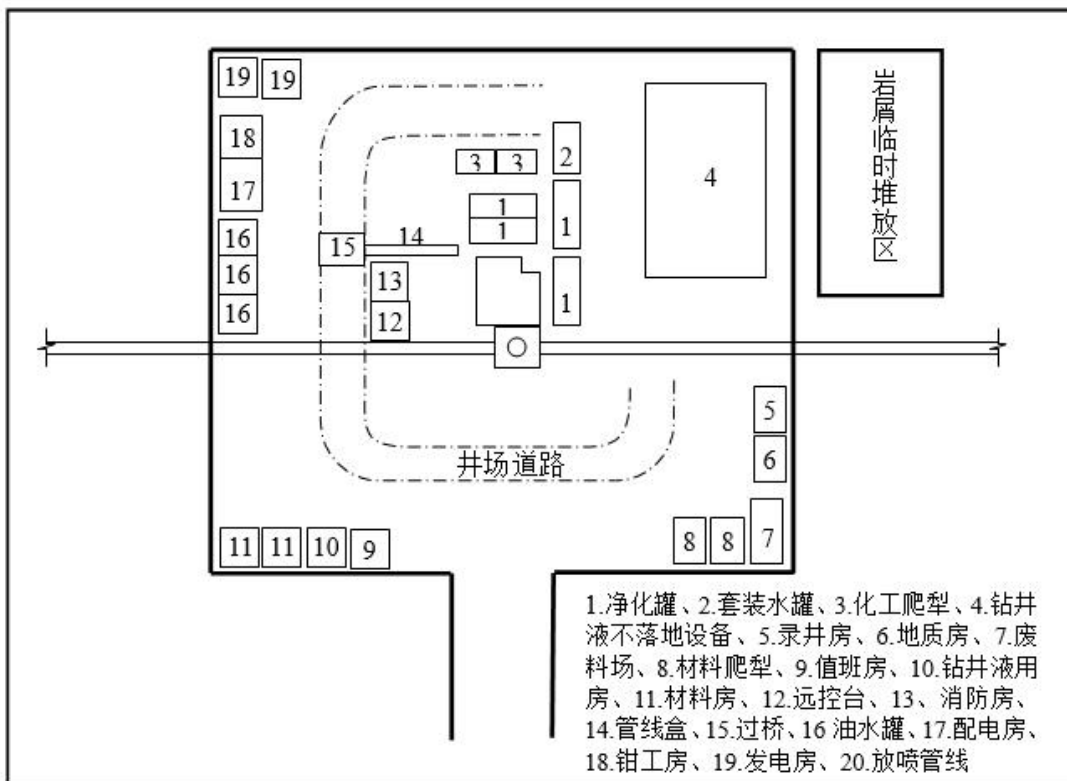 19 19
岩屑临时堆放区
18
2
3 3
4
17
1
1
1
16
14
15
16
13
16
12
1
5
井场道路
6
11 11 10 9
8 8 7
1.净化罐、2.套装水罐、3.化工爬犁、4.钻井
液不落地设备、5.录井房、6.地质房、7.废
料场、8.材料爬犁、9.值班房、10.钻井液用
房、11.材料房、12.远控台、13、消防房、
14.管线盒、15.过桥、16 油水罐、17.配电房、
18.钳工房、19.发电房、20.放喷管线